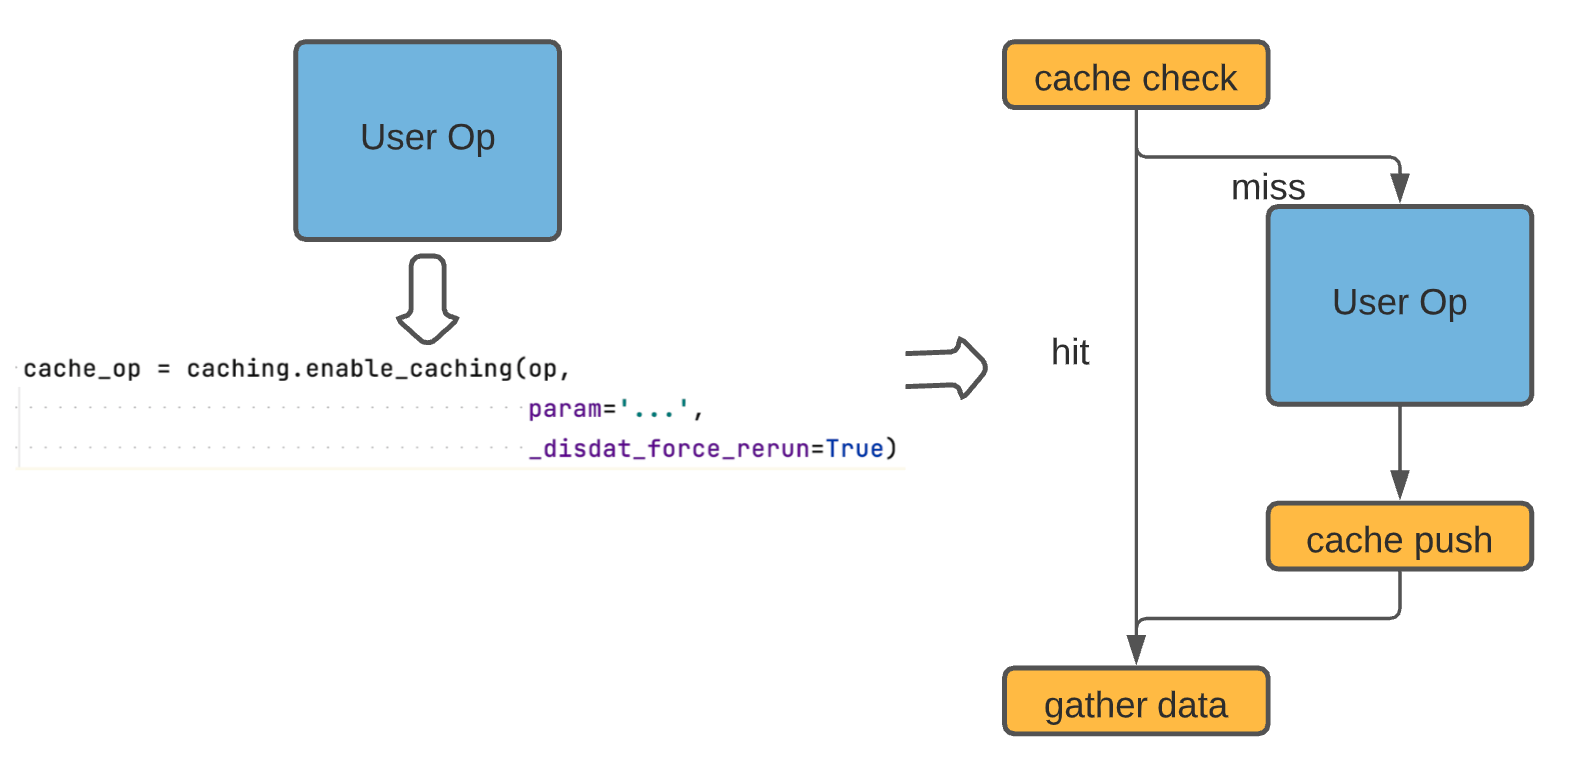 User Op
cache_op = caching.enable_caching(op,
param='...',
_disdat_force_rerun=True)
cache check
miss
User Op
hit
cache push
gather data